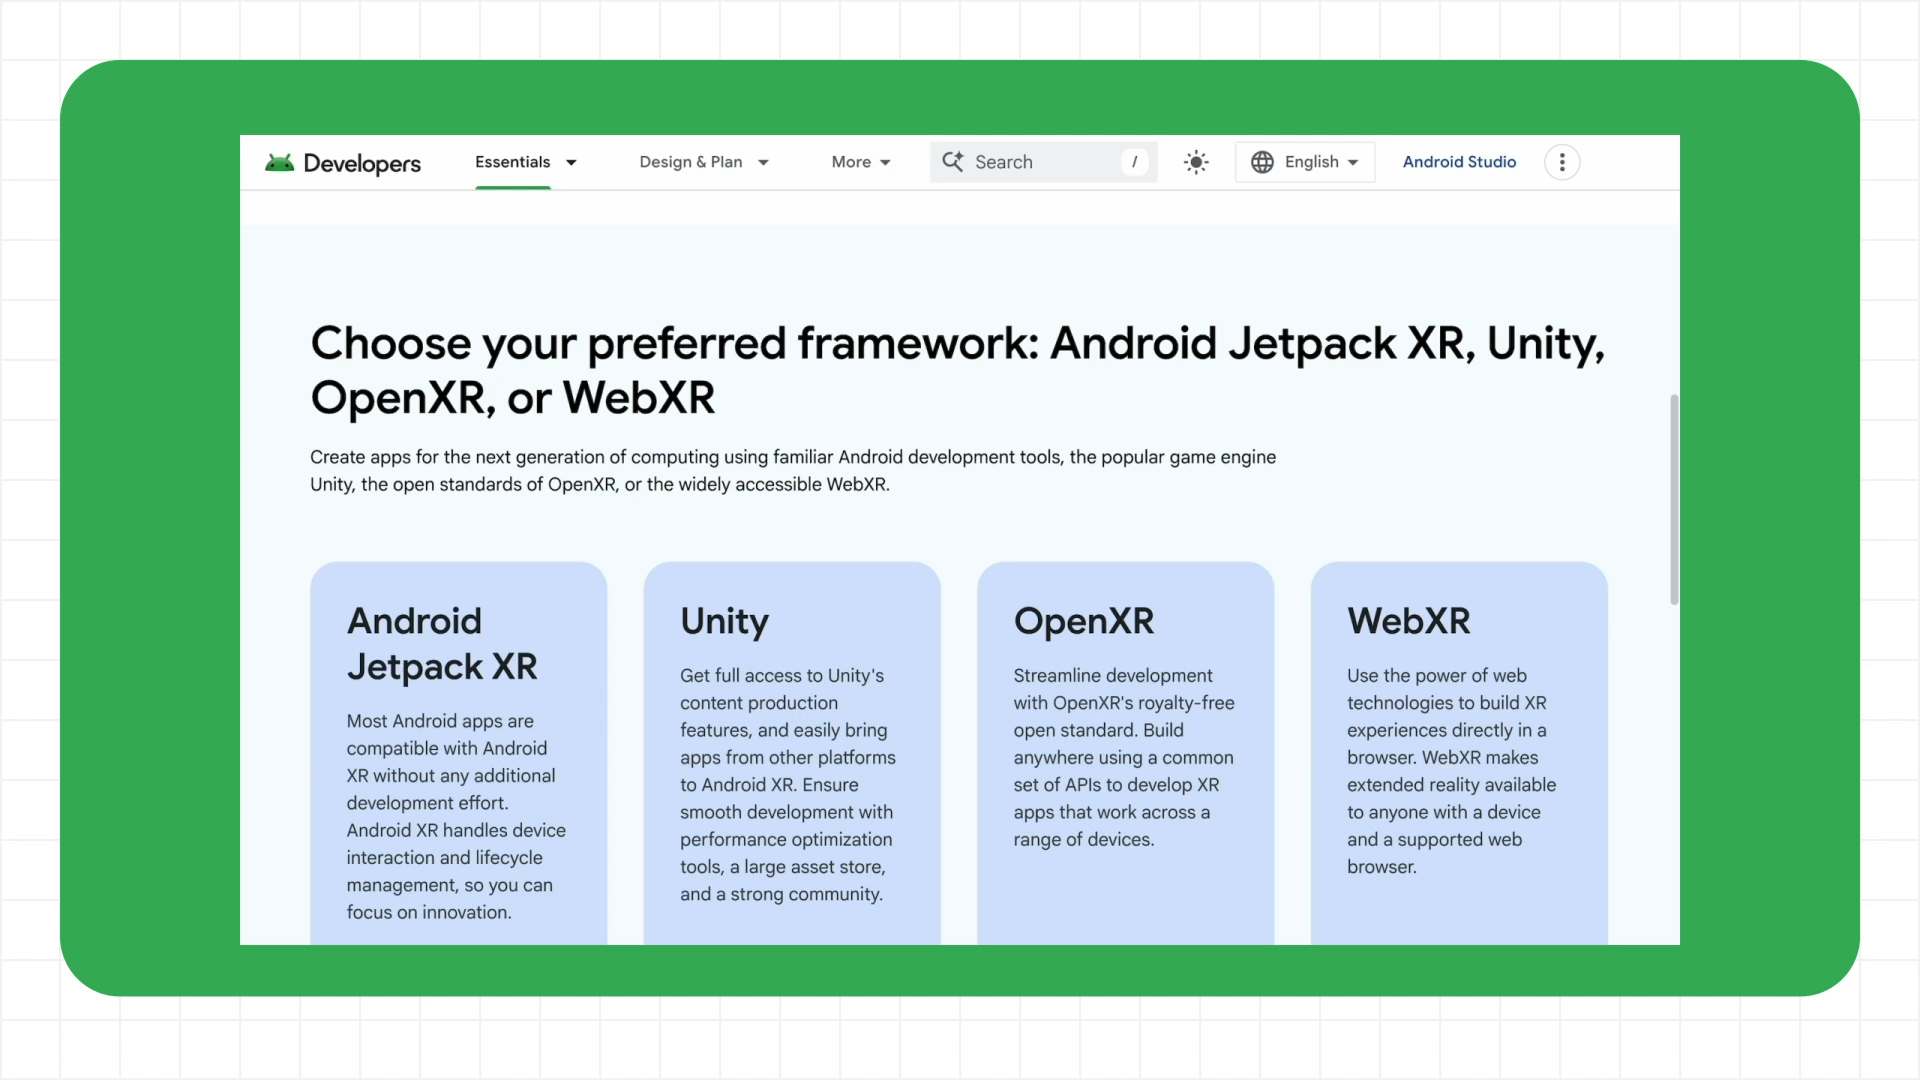 Developers
Essentials
Design & Plan
More
Search
/
English
Android Studio
Choose your preferred framework: Android Jetpack XR, Unity,
OpenXR, or WebXR
Create apps for the next generation of computing using familiar Android development tools, the popular game engine
Unity, the open standards of OpenXR, or the widely accessible WebXR.
Android
Jetpack XR
Most Android apps are
compatible with Android
XR without any additional
development effort.
Android XR handles device
interaction and lifecycle
management, so you can
focus on innovation.
Unity
Get full access to Unity's
content production
features, and easily bring
apps from other platforms
to Android XR. Ensure
smooth development with
performance optimization
tools, a large asset store,
and a strong community.
OpenXR
Streamline development
with OpenXR's royalty-free
open standard. Build
anywhere using a common
set of APIs to develop XR
apps that work across a
range of devices.
WebXR
Use the power of web
technologies to build XR
experiences directly in a
browser. WebXR makes
extended reality available
to anyone with a device
and a supported web
browser.